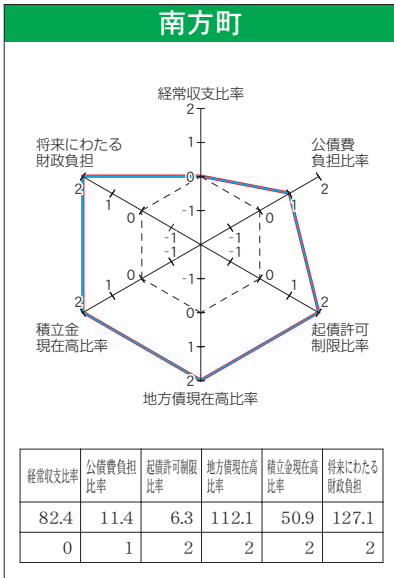 南方町
経常収支比率
2
1
0
-1
公債費
負担比率
2
1
0
-1
起債許可
制限比率
2
1
0
-1
地方債現在高比率
2
1
0
-1
積立金
現在高比率
2
1
0
-1
将来にわたる
財政負担
2
1
0
-1
経常収支比率 公債費負担比率 起債許可制限比率 地方債現在高比率 積立金現在高比率 将来にわたる財政負担
82.4 11.4 6.3 112.1 50.9 127.1
0 1 2 2 2 2